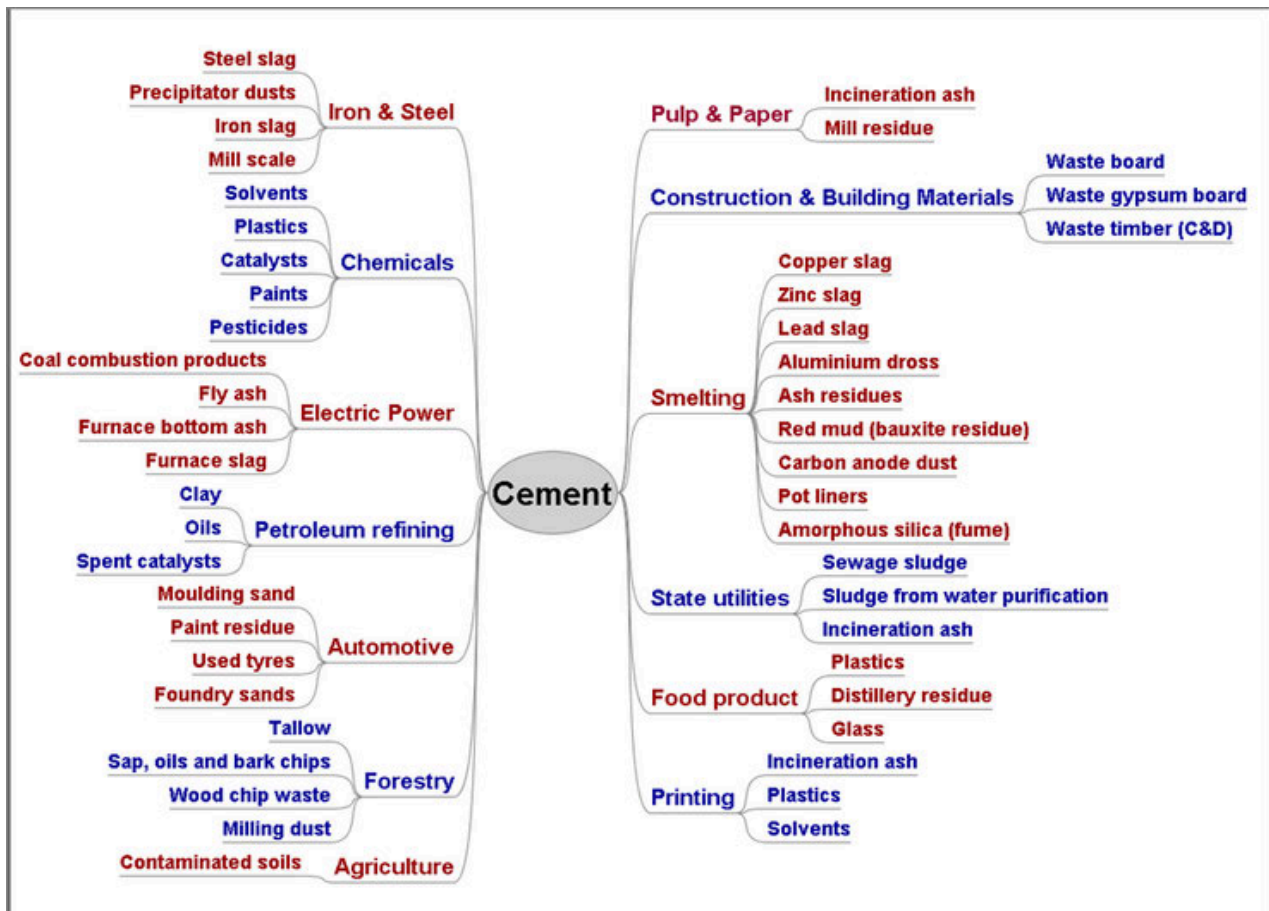 Steel slag
Precipitator dusts
Iron slag
Mill scale
Iron & Steel
Solvents
Plastics
Catalysts
Paints
Pesticides
Chemicals
Coal combustion products
Fly ash
Furnace bottom ash
Furnace slag
Electric Power
Clay
Oils
Spent catalysts
Petroleum refining
Moulding sand
Paint residue
Used tyres
Foundry sands
Automotive
Tallow
Sap, oils and bark chips
Wood chip waste
Milling dust
Forestry
Contaminated soils
Agriculture
Cement
Pulp & Paper
Incineration ash
Mill residue
Construction & Building Materials
Waste board
Waste gypsum board
Waste timber (C&D)
Smelting
Copper slag
Zinc slag
Lead slag
Aluminium dross
Ash residues
Red mud (bauxite residue)
Carbon anode dust
Pot liners
Amorphous silica (fume)
State utilities
Sewage sludge
Sludge from water purification
Incineration ash
Food product
Plastics
Distillery residue
Glass
Printing
Incineration ash
Plastics
Solvents